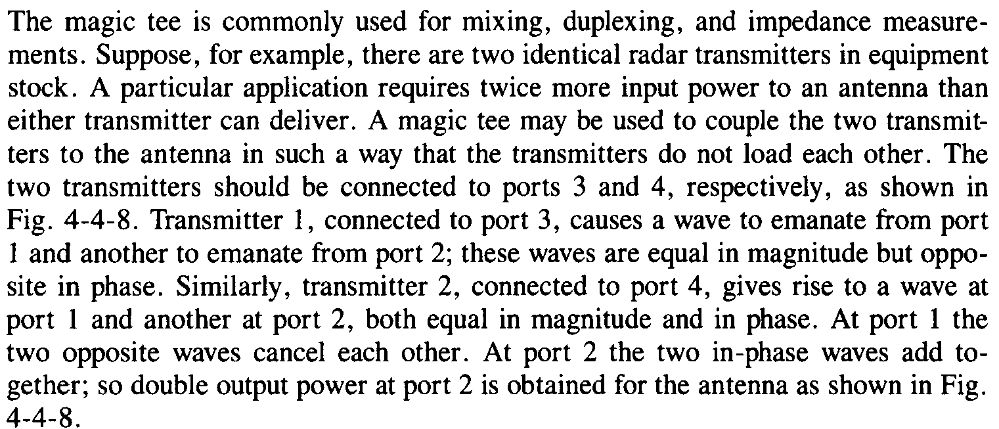 The magic tee is commonly used for mixing, duplexing, and impedance measure-
ments. Suppose, for example, there are two identical radar transmitters in equipment
stock. A particular application requires twice more input power to an antenna than
either transmitter can deliver. A magic tee may be used to couple the two transmit-
ters to the antenna in such a way that the transmitters do not load each other. The
two transmitters should be connected to ports 3 and 4, respectively, as shown in
Fig. 4-4-8. Transmitter 1, connected to port 3, causes a wave to emanate from port
1 and another to emanate from port 2; these waves are equal in magnitude but oppo-
site in phase. Similarly, transmitter 2, connected to port 4, gives rise to a wave at
port 1 and another at port 2, both equal in magnitude and in phase. At port 1 the
two opposite waves cancel each other. At port 2 the two in-phase waves add to-
gether; so double output power at port 2 is obtained for the antenna as shown in Fig.
4-4-8.